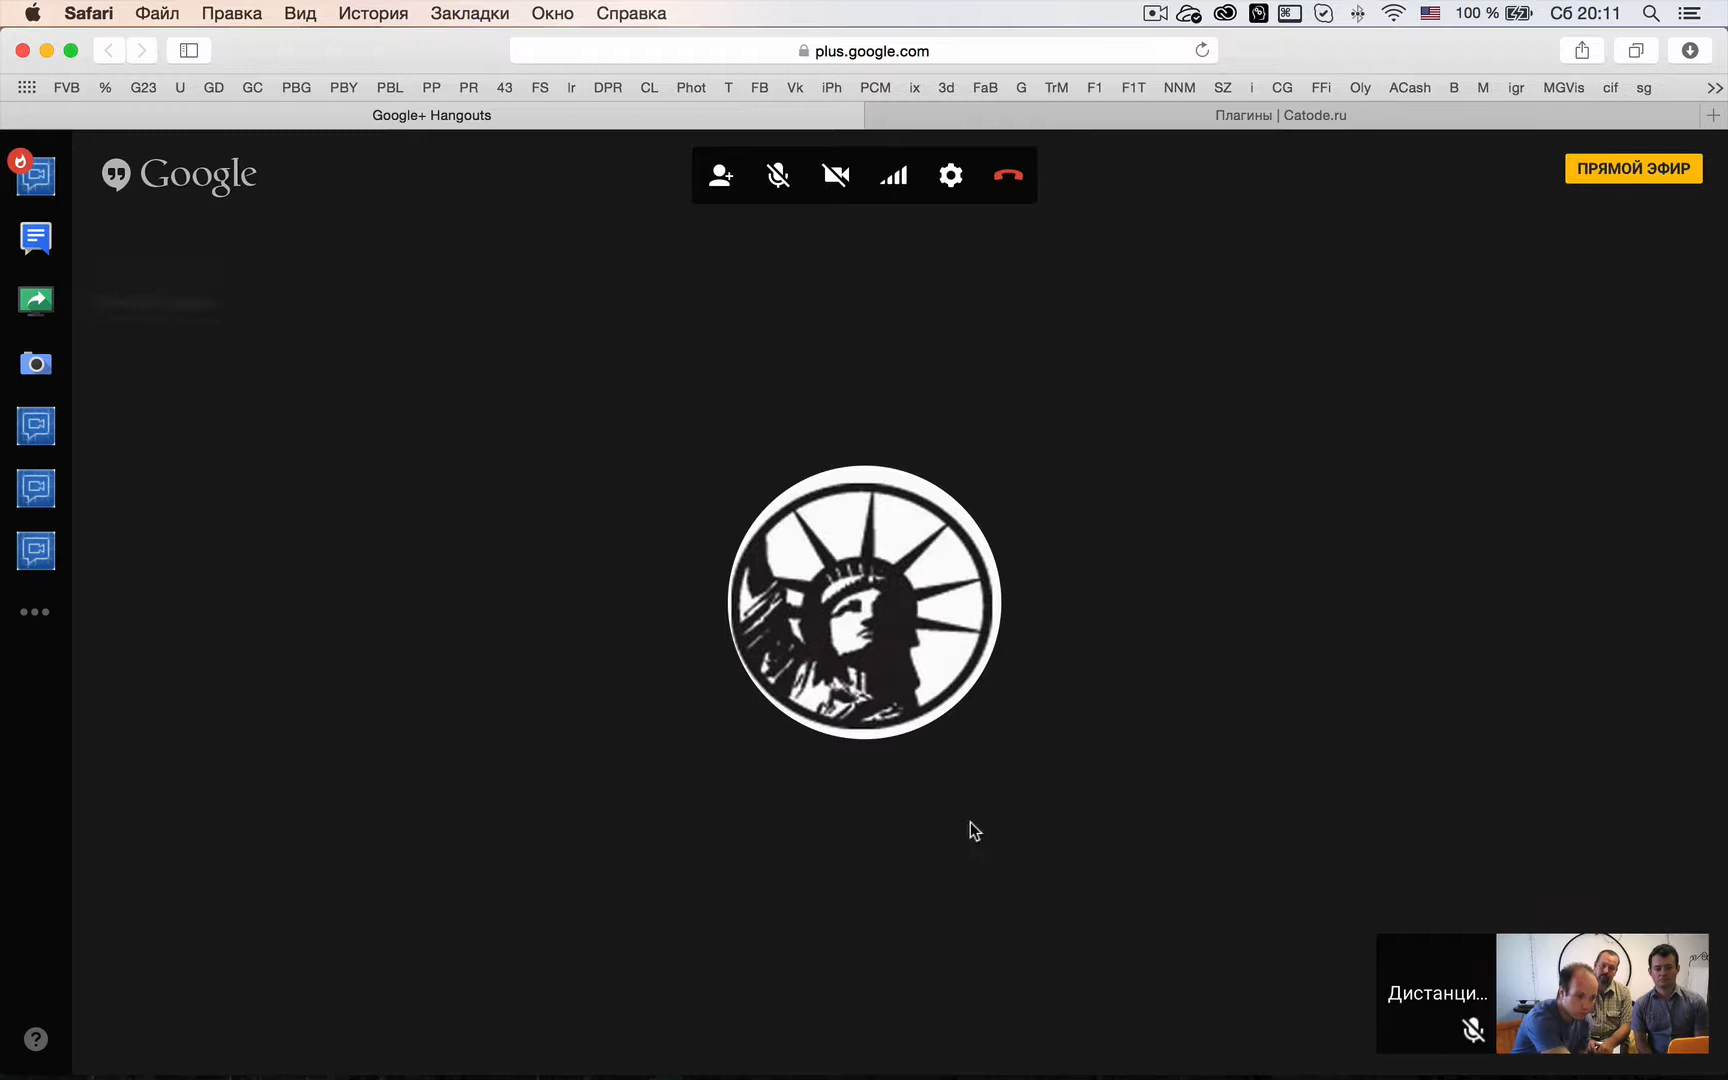 Safari Файл Правка Вид История Закладки Окно Справка 100 % Сб 20:11
plus.google.com
FVB % G23 U GD GC PBG PBY PBL PP PR 43 FS lr DPR CL Phot T FB Vk iPh PCM ix 3d FaB G TrM F1 F1T NNM SZ i CG FFi Oly ACash B M igr MGVis cif sg
Google+ Hangouts Плагины | Catode.ru
Google
ПРЯМОЙ ЭФИР
Дистанци...